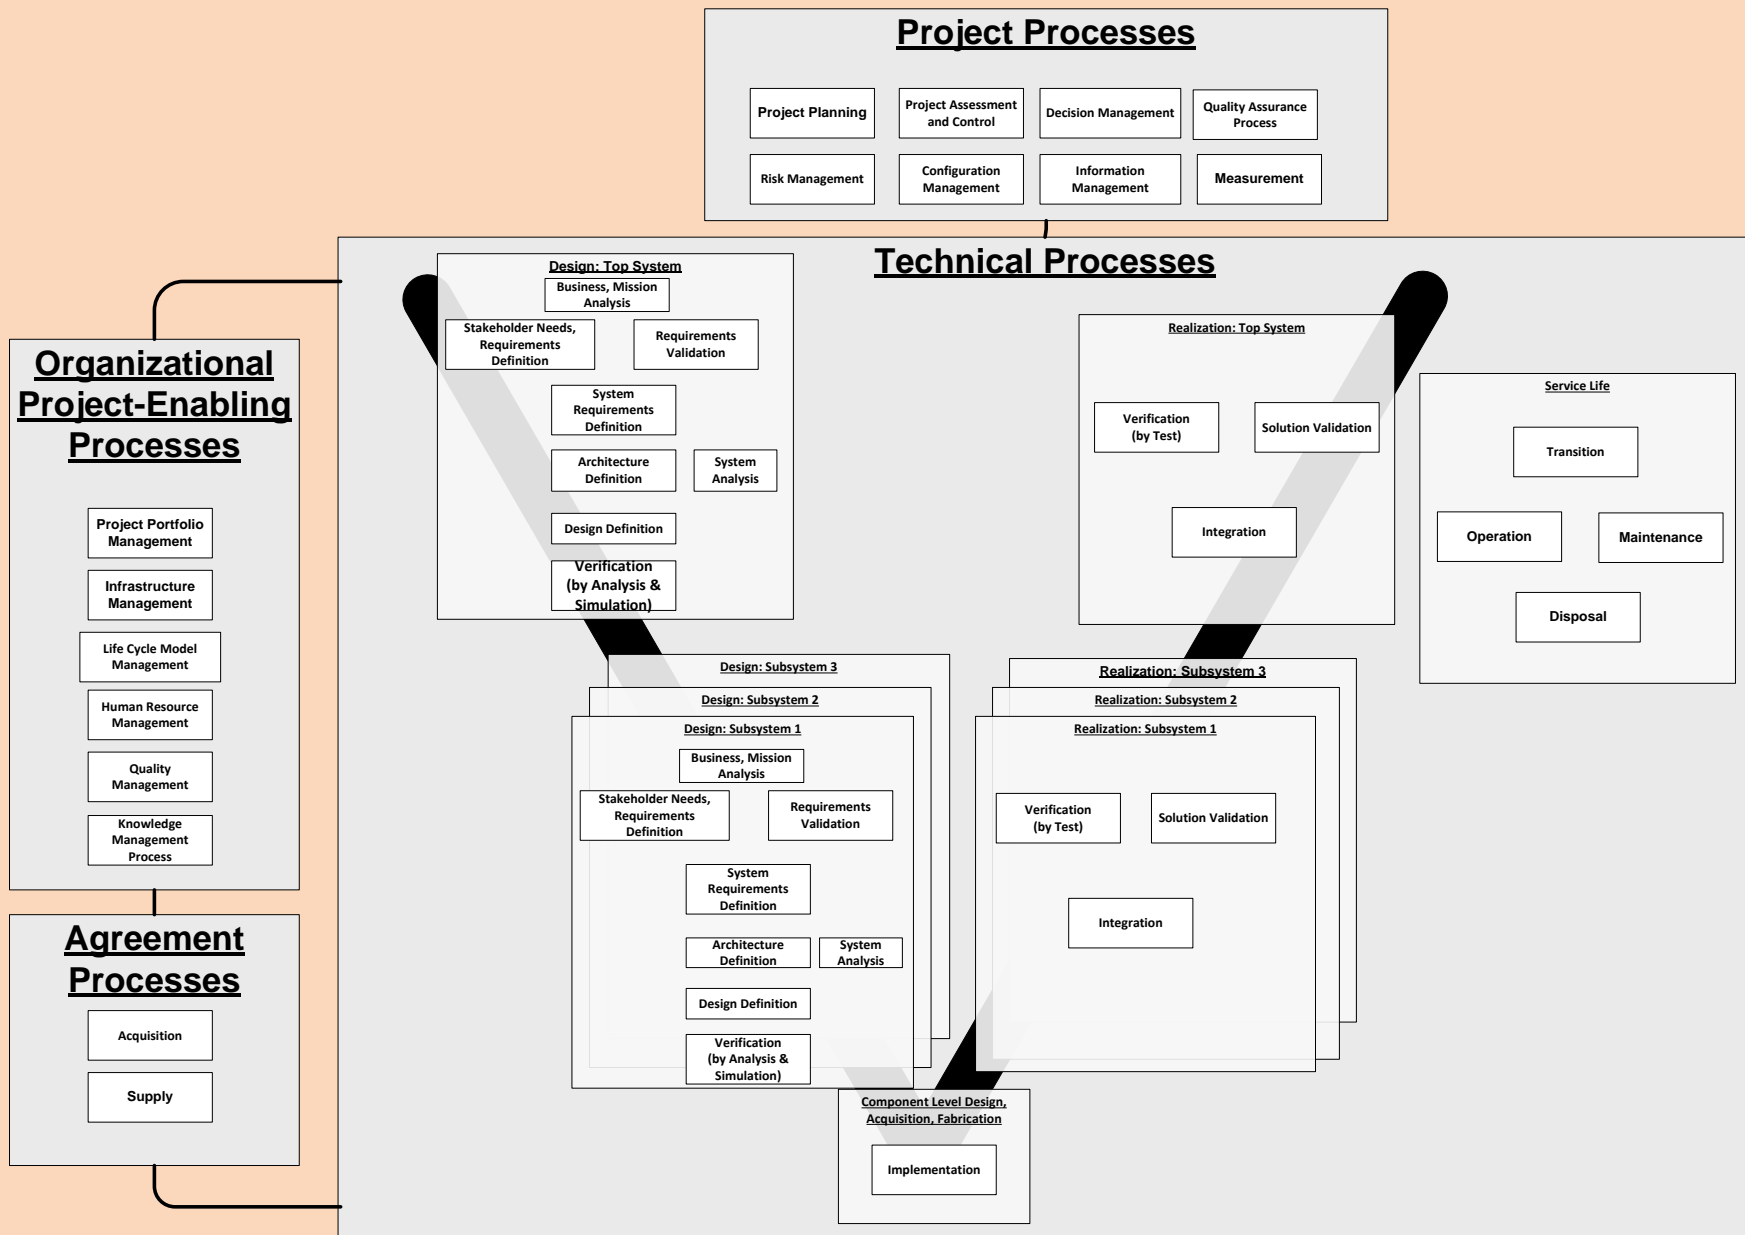 Project Processes
Project Planning
Project Assessment
and Control
Decision Management
Quality Assurance
Process
Risk Management
Configuration
Management
Information
Management
Measurement
Technical Processes
Organizational
Project-Enabling
Processes
Project Portfolio
Management
Infrastructure
Management
Life Cycle Model
Management
Human Resource
Management
Quality
Management
Knowledge
Management
Process
Agreement
Processes
Acquisition
Supply
Design: Top System
Business, Mission
Analysis
Stakeholder Needs,
Requirements
Definition
Requirements
Validation
System
Requirements
Definition
Architecture
Definition
System
Analysis
Design Definition
Verification
(by Analysis &
Simulation)
Design: Subsystem 3
Design: Subsystem 2
Design: Subsystem 1
Business, Mission
Analysis
Stakeholder Needs,
Requirements
Definition
Requirements
Validation
System
Requirements
Definition
Architecture
Definition
System
Analysis
Design Definition
Verification
(by Analysis &
Simulation)
Component Level Design,
Acquisition, Fabrication
Implementation
Realization: Subsystem 3
Realization: Subsystem 2
Realization: Subsystem 1
Verification
(by Test)
Solution Validation
Integration
Realization: Top System
Verification
(by Test)
Solution Validation
Integration
Service Life
Transition
Operation
Maintenance
Disposal